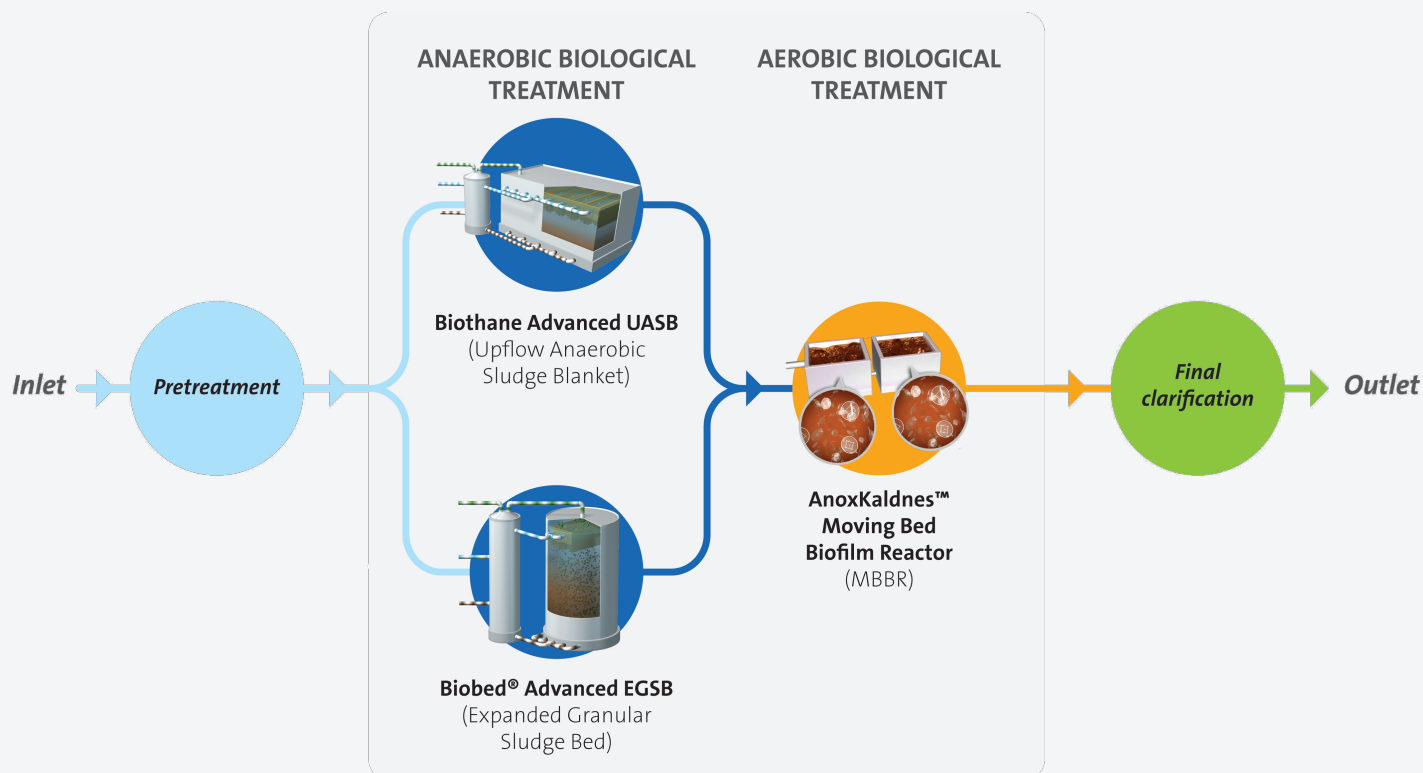 ANAEROBIC BIOLOGICAL
TREATMENT
AEROBIC BIOLOGICAL
TREATMENT
Inlet
Pretreatment
Biothane Advanced UASB
(Upflow Anaerobic
Sludge Blanket)
Biobed® Advanced EGSB
(Expanded Granular
Sludge Bed)
AnoxKaldnes™
Moving Bed
Biofilm Reactor
(MBBR)
Final
clarification
Outlet